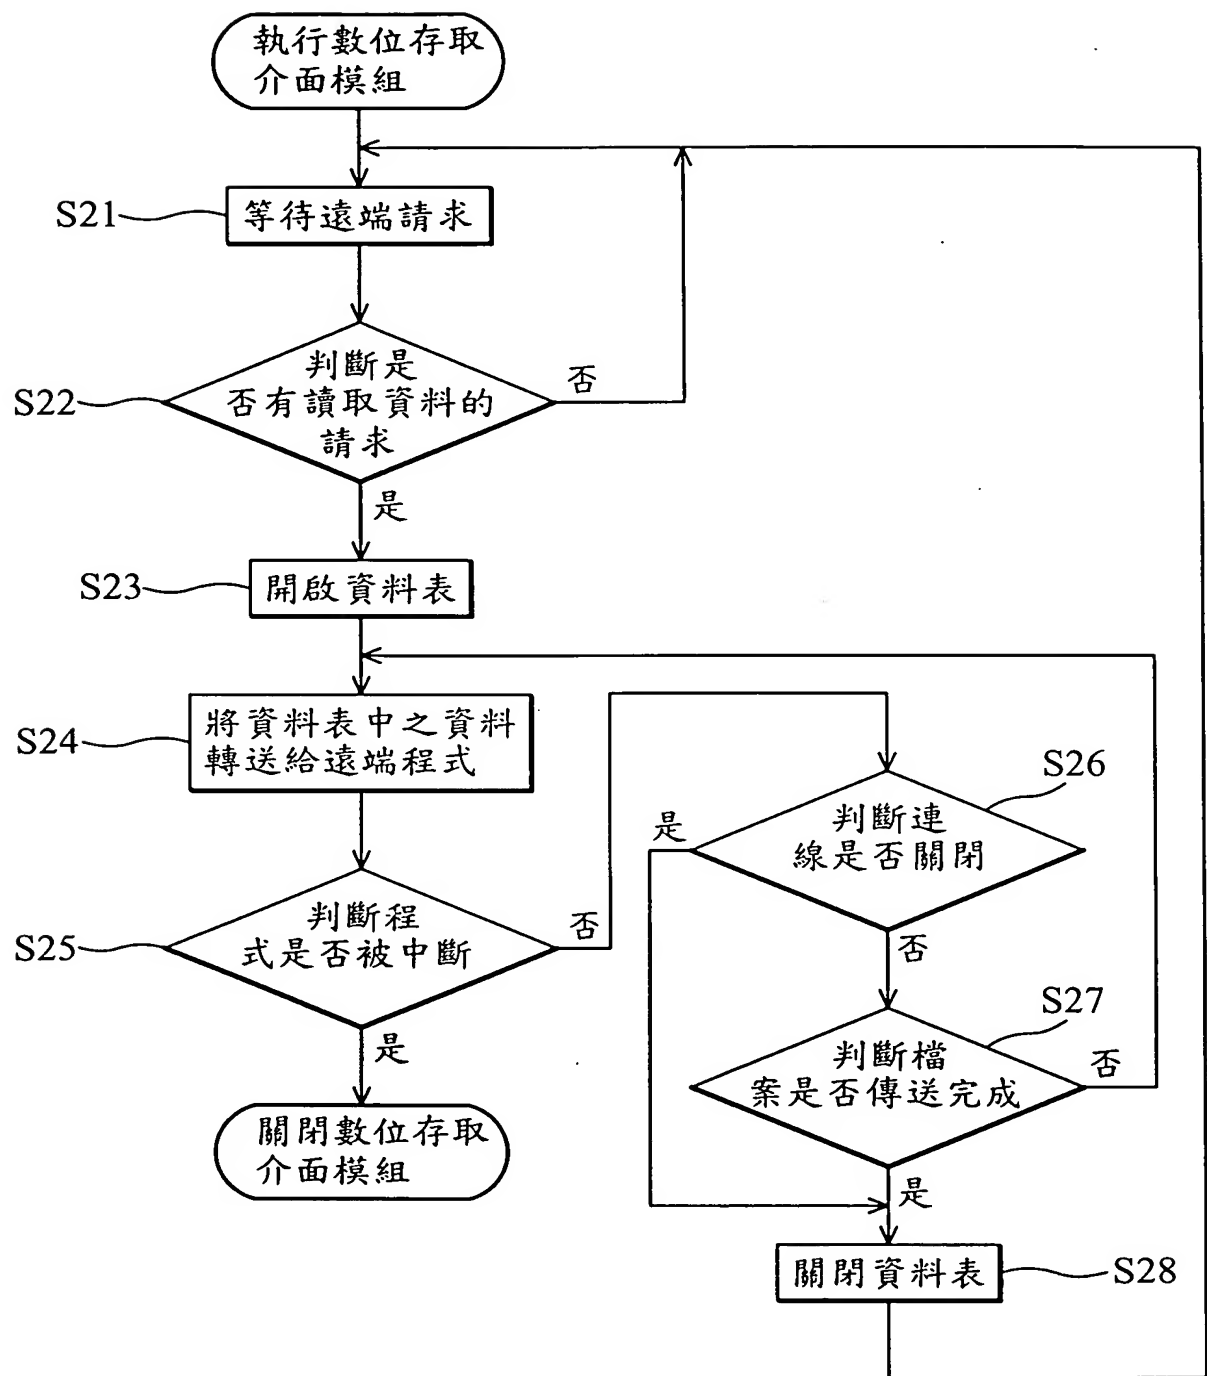 執行數位存取
介面模組
S21
等待遠端請求
判斷是
否有讀取資料的
請求
否
S22
是
S23
開啟資料表
S24
將資料表中之資料
轉送給遠端程式
S26
是
判斷連
線是否關閉
判斷程
式是否被中斷
否
S25
否
S27
是
判斷檔
案是否傳送完成
否
關閉數位存取
介面模組
是
關閉資料表
S28